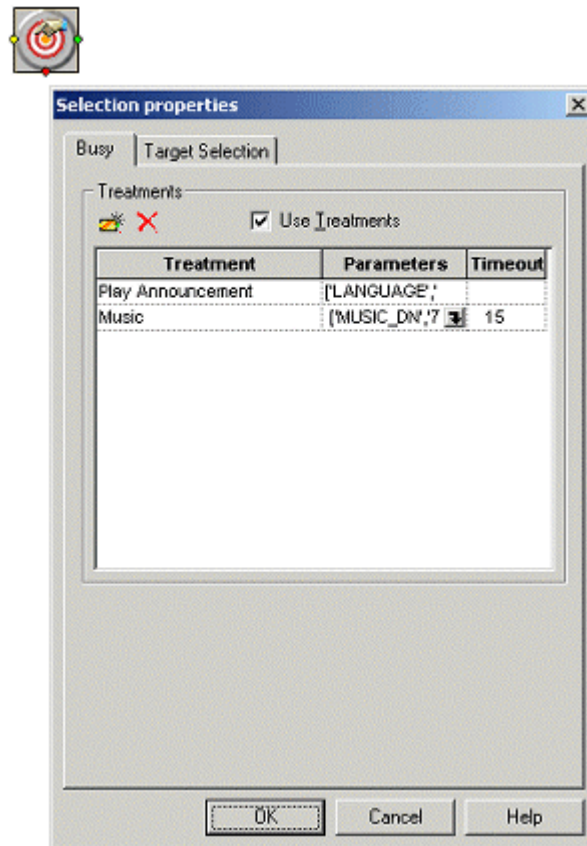 Selection properties
Busy Target Selection
Treatments
Use Treatments
Treatment Parameters Timeout
Play Announcement ['LANGUAGE','
Music ['MUSIC_DN','7 15
OK Cancel Help